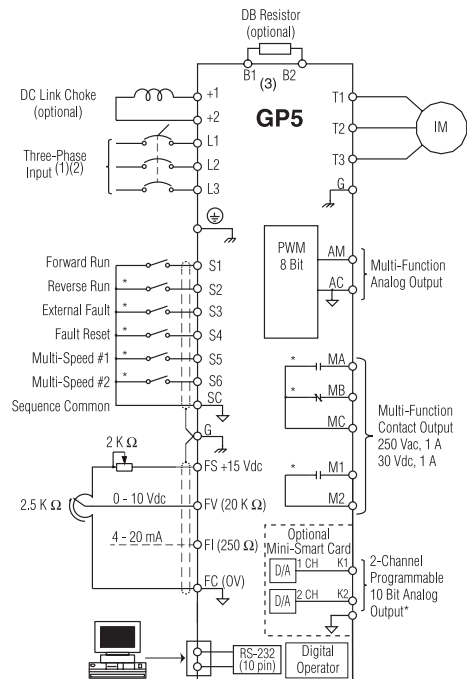 DB Resistor
(optional)
B1 B2
(3)
GP5
DC Link Choke
(optional)
+1
+2
Three-Phase
Input (1)(2)
L1
L2
L3
T1
T2
T3
IM
G
PWM
8 Bit
AM
AC
Multi-Function
Analog Output
Forward Run
S1
Reverse Run
*
S2
External Fault
*
S3
Fault Reset
*
S4
Multi-Speed #1
*
S5
Multi-Speed #2
*
S6
Sequence Common
SC
G
* MA
* MB
MC
* M1
M2
Multi-Function
Contact Output
250 Vac, 1 A
30 Vdc, 1 A
2 K Ω
FS +15 Vdc
2.5 K Ω
0 - 10 Vdc
FV (20 K Ω)
4 - 20 mA
FI (250 Ω)
FC (0V)
Optional
Mini-Smart Card
D/A
1 CH K1
D/A
2 CH K2
2-Channel
Programmable
10 Bit Analog
Output*
RS-232
(10 pin)
Digital
Operator